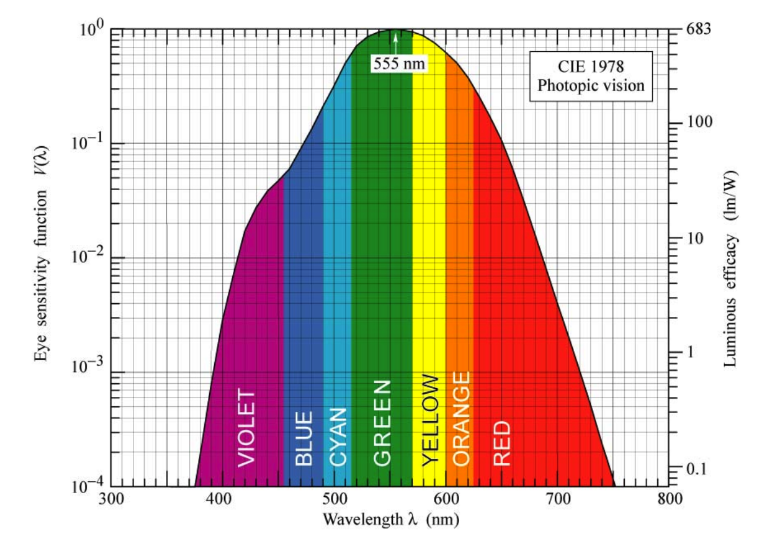 10⁰
10⁻¹
10⁻²
10⁻³
10⁻⁴
Eye sensitivity function V(λ)
683
100
10
1
0.1
Luminous efficacy (lm/W)
555 nm
CIE 1978
Photopic vision
VIOLET
BLUE
CYAN
GREEN
YELLOW
ORANGE
RED
300 400 500 600 700 800
Wavelength λ (nm)